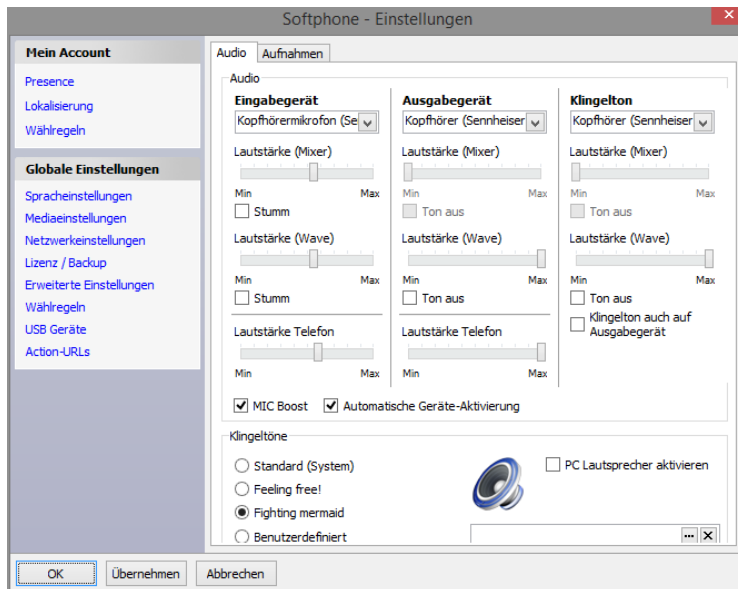 Softphone - Einstellungen
Mein Account
Presence
Lokalisierung
Wählregeln
Globale Einstellungen
Spracheinstellungen
Mediaeinstellungen
Netzwerkeinstellungen
Lizenz / Backup
Erweiterte Einstellungen
Wählregeln
USB Geräte
Action-URLs
Audio Aufnahmen
Audio
Eingabegerät
Kopfhörermikrofon (Se
Lautstärke (Mixer)
Min Max
Stumm
Lautstärke (Wave)
Min Max
Stumm
Lautstärke Telefon
Min Max
Ausgabegerät
Kopfhörer (Sennheiser
Lautstärke (Mixer)
Min Max
Ton aus
Lautstärke (Wave)
Min Max
Ton aus
Lautstärke Telefon
Min Max
Klingelton
Kopfhörer (Sennheiser
Lautstärke (Mixer)
Min Max
Ton aus
Lautstärke (Wave)
Min Max
Ton aus
Klingelton auch auf
Ausgabegerät
MIC Boost Automatische Geräte-Aktivierung
Klingeltöne
Standard (System)
Feeling free!
Fighting mermaid
Benutzerdefiniert
PC Lautsprecher aktivieren
...
OK Übernehmen Abbrechen